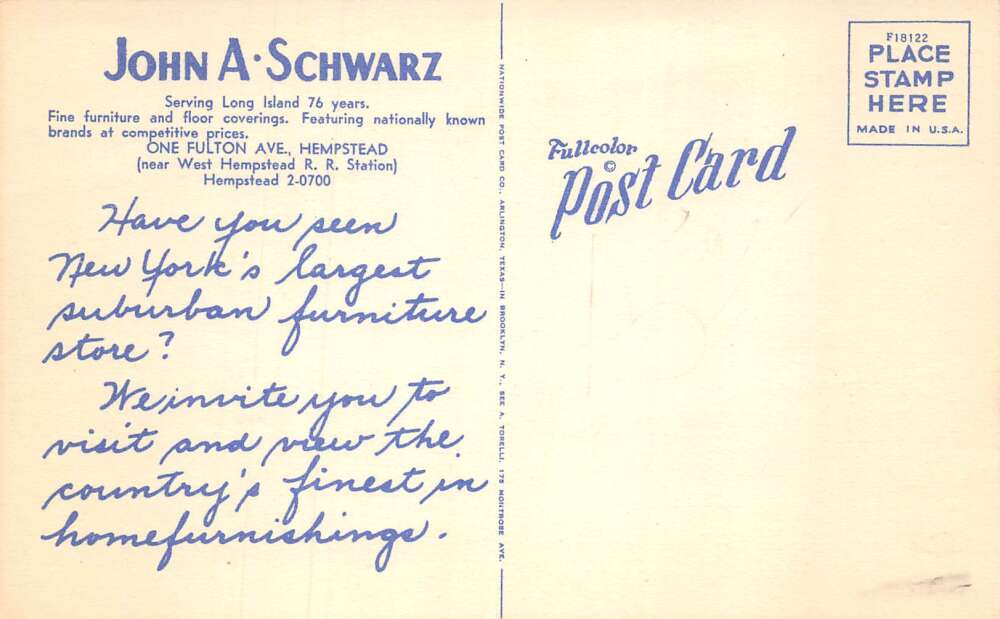 JOHN A. SCHWARZ
Serving Long Island 76 years.
Fine furniture and floor coverings. Featuring nationally known
brands at competitive prices.
ONE FULTON AVE., HEMPSTEAD
(near West Hempstead R. R. Station)
Hempstead 2-0700
Have you seen
New York's largest
suburban furniture
store?
We invite you to
visit and view the
country's finest in
homefurnishings.
NATIONWIDE POST CARD CO., ARLINGTON, TEXAS—IN BROOKLYN, N. Y., SEE A. TORELLI, 175 MONTROSE AVE.
Fullcolor
©
Post Card
F18122
PLACE
STAMP
HERE
MADE IN U.S.A.